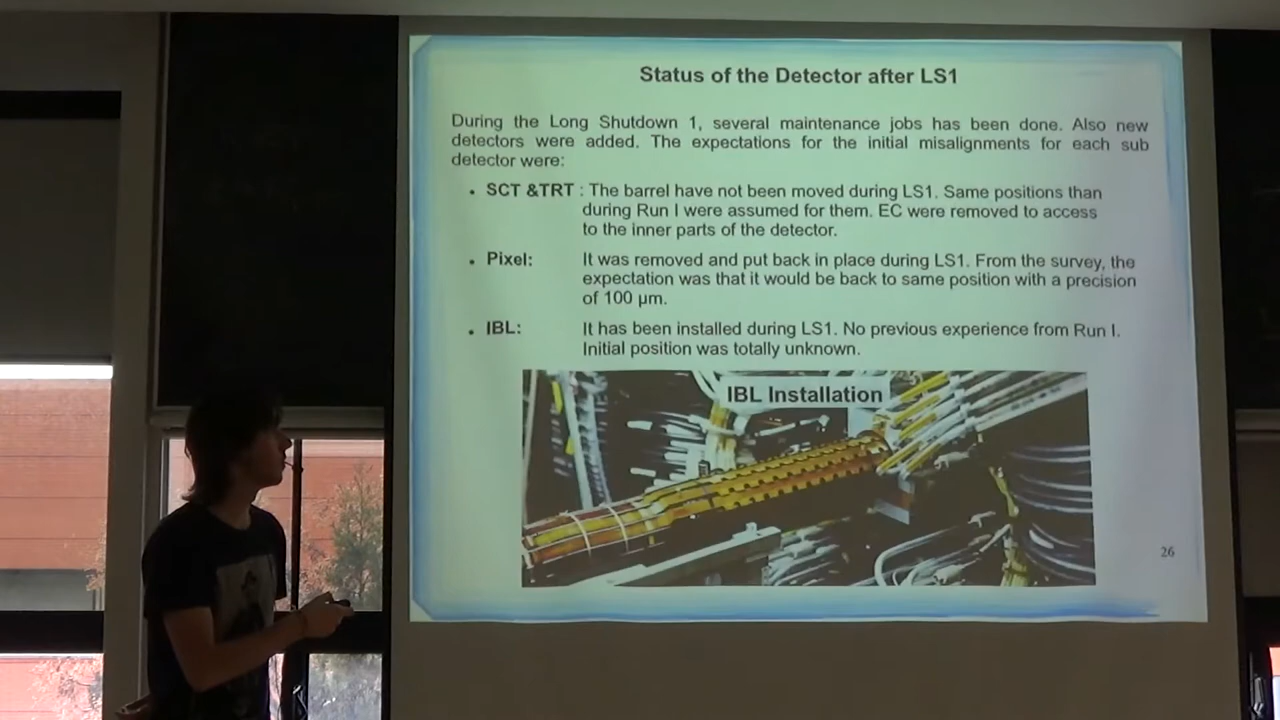 Status of the Detector after LS1
During the Long Shutdown 1, several maintenance jobs has been done. Also new
detectors were added. The expectations for the initial misalignments for each sub
detector were:
• SCT &TRT : The barrel have not been moved during LS1. Same positions than
during Run I were assumed for them. EC were removed to access
to the inner parts of the detector.
• Pixel: It was removed and put back in place during LS1. From the survey, the
expectation was that it would be back to same position with a precision
of 100 µm.
• IBL: It has been installed during LS1. No previous experience from Run I.
Initial position was totally unknown.
IBL Installation
26